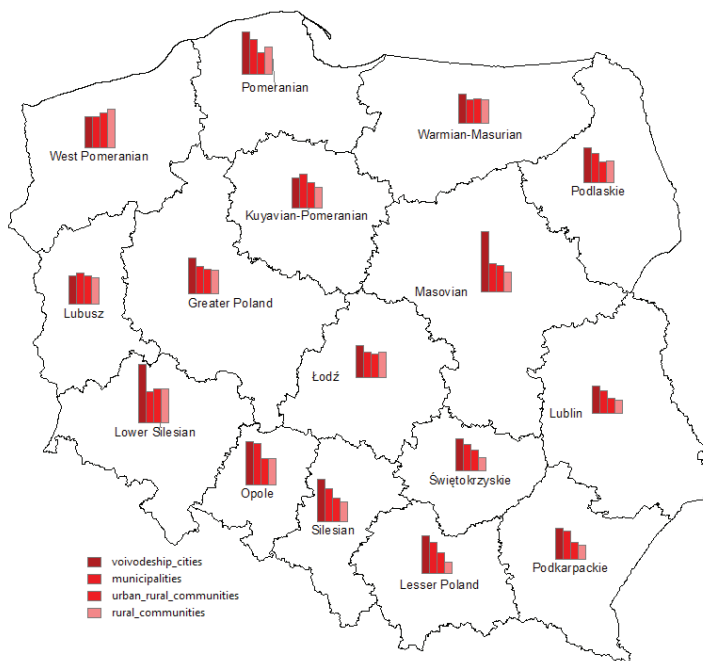 Pomeranian
Warmian-Masurian
West Pomeranian
Podlaskie
Kuyavian-Pomeranian
Masovian
Greater Poland
Lubusz
Łódź
Lublin
Lower Silesian
Świętokrzyskie
Opole
Silesian
Podkarpackie
Lesser Poland
voivodeship_cities
municipalities
urban_rural_communities
rural_communities